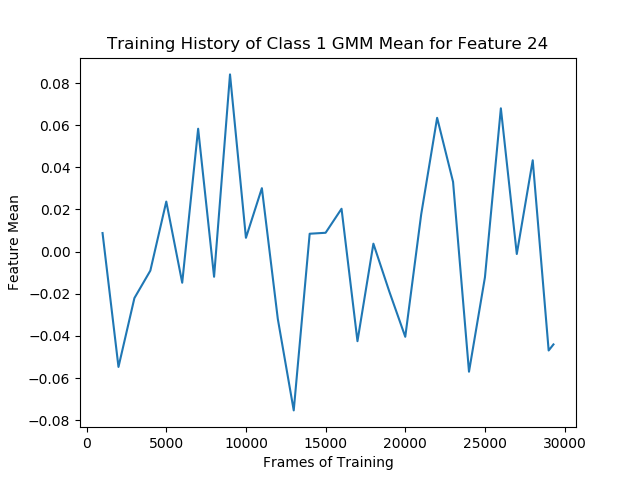 Training History of Class 1 GMM Mean for Feature 24
0.08
0.06
0.04
0.02
0.00
−0.02
−0.04
−0.06
−0.08
Feature Mean
0 5000 10000 15000 20000 25000 30000
Frames of Training